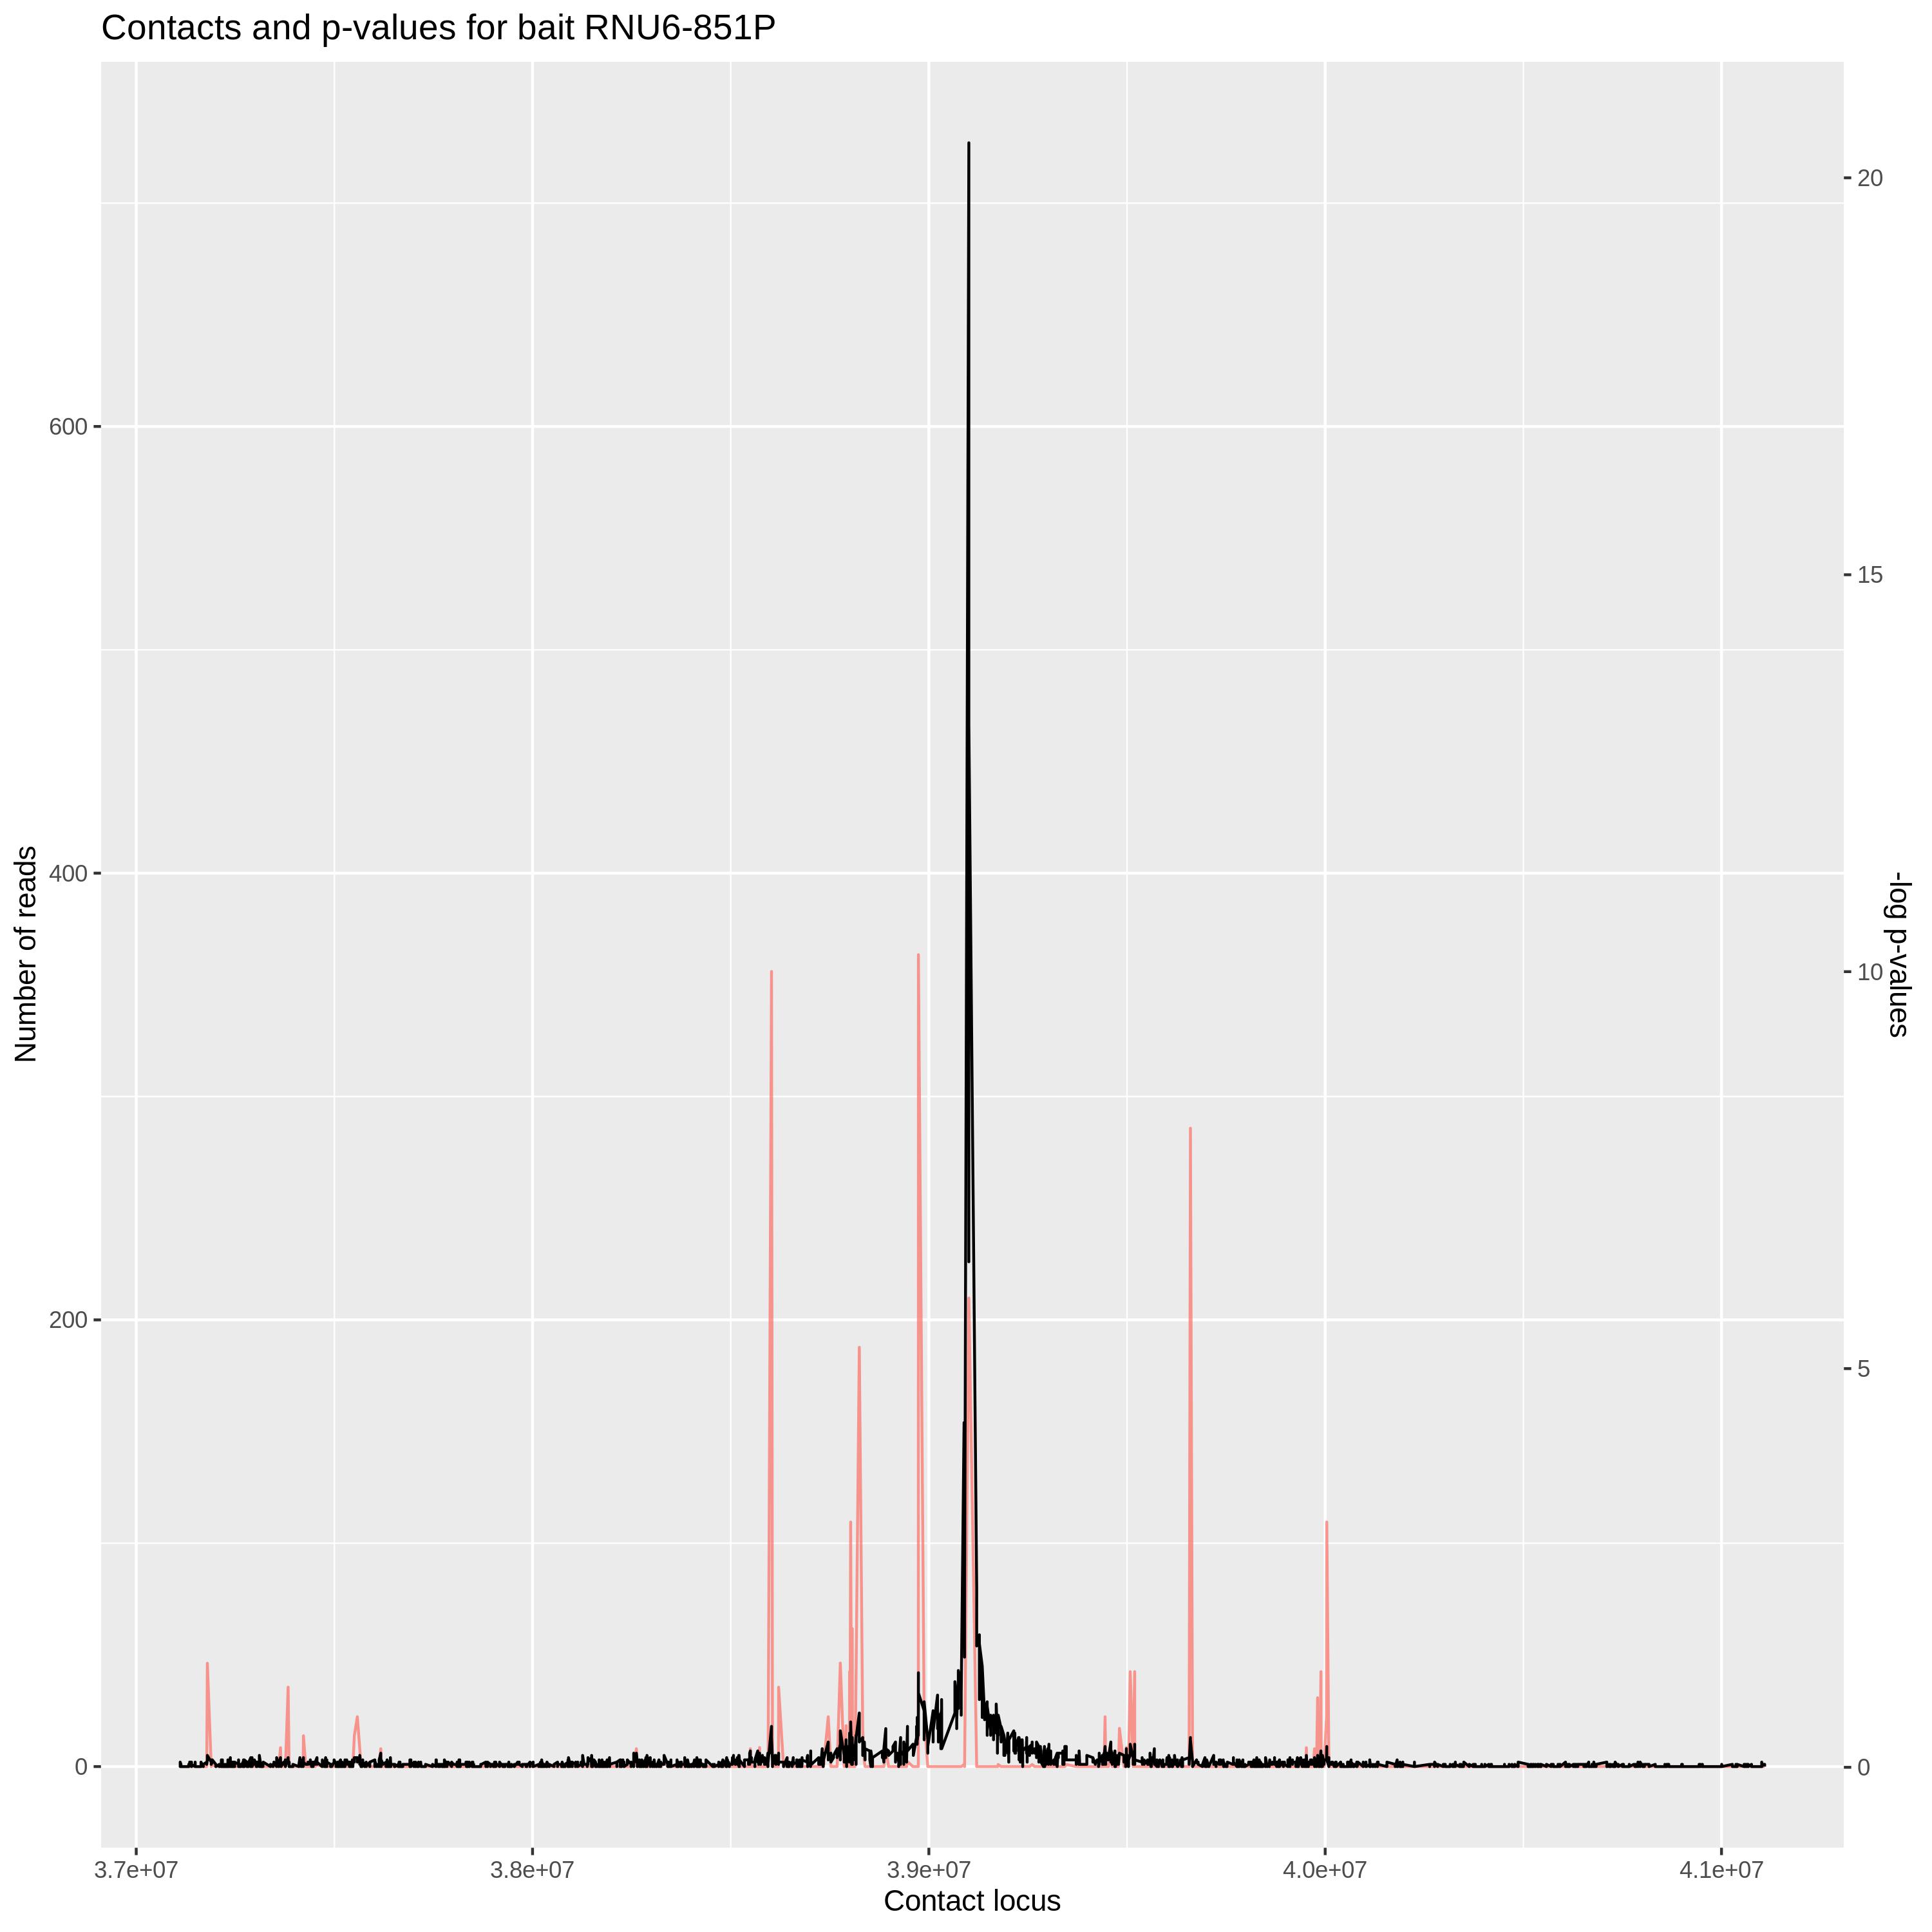 Contacts and p-values for bait RNU6-851P
Number of reads
600
400
200
0
20
15
10
5
0
-log p-values
3.7e+07
3.8e+07
3.9e+07
4.0e+07
4.1e+07
Contact locus